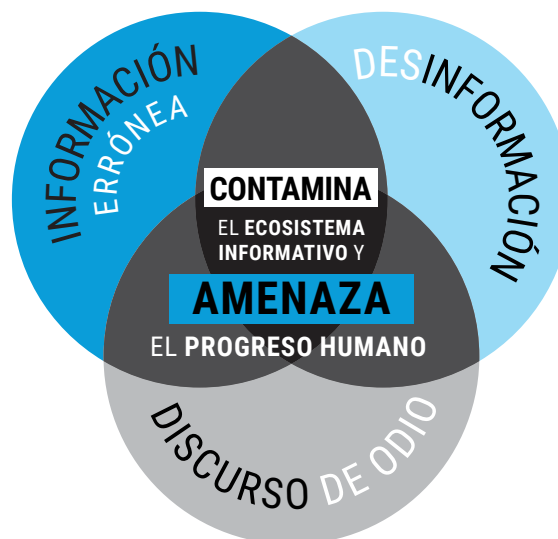 INFORMACIÓN
ERRÓNEA
DESINFORMACIÓN
CONTAMINA
EL ECOSISTEMA
INFORMATIVO Y
AMENAZA
EL PROGRESO HUMANO
DISCURSO DE ODIO